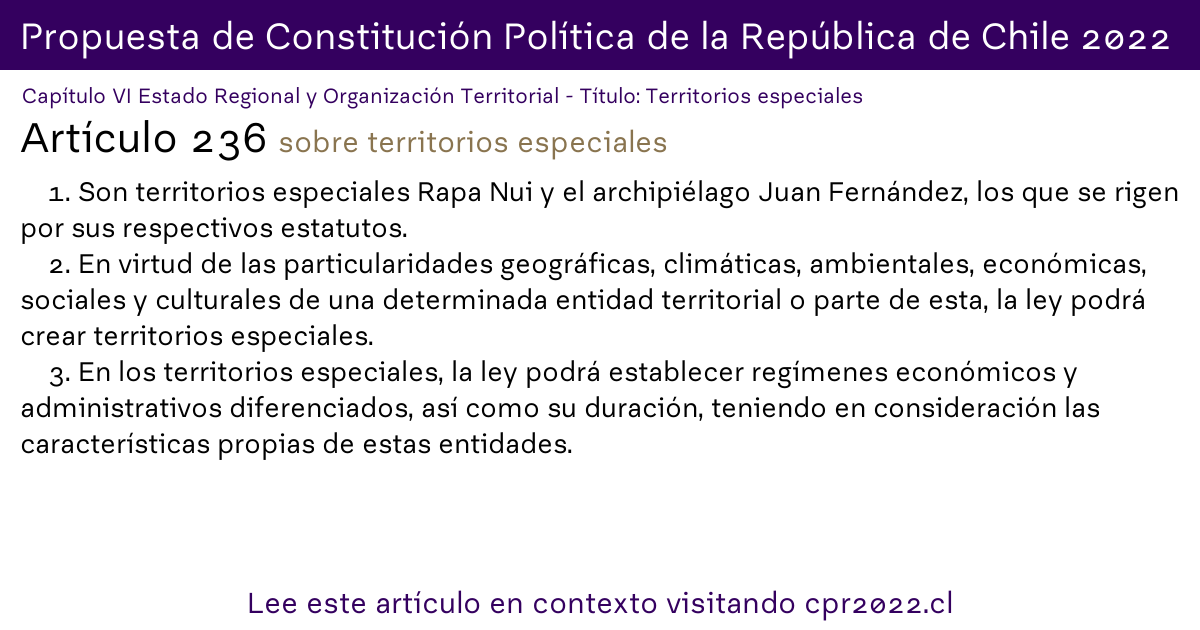 Propuesta de Constitución Política de la República de Chile 2022
Capítulo VI Estado Regional y Organización Territorial - Título: Territorios especiales
Artículo 236 sobre territorios especiales
1. Son territorios especiales Rapa Nui y el archipiélago Juan Fernández, los que se rigen
por sus respectivos estatutos.
2. En virtud de las particularidades geográficas, climáticas, ambientales, económicas,
sociales y culturales de una determinada entidad territorial o parte de esta, la ley podrá
crear territorios especiales.
3. En los territorios especiales, la ley podrá establecer regímenes económicos y
administrativos diferenciados, así como su duración, teniendo en consideración las
características propias de estas entidades.
Lee este artículo en contexto visitando cpr2022.cl